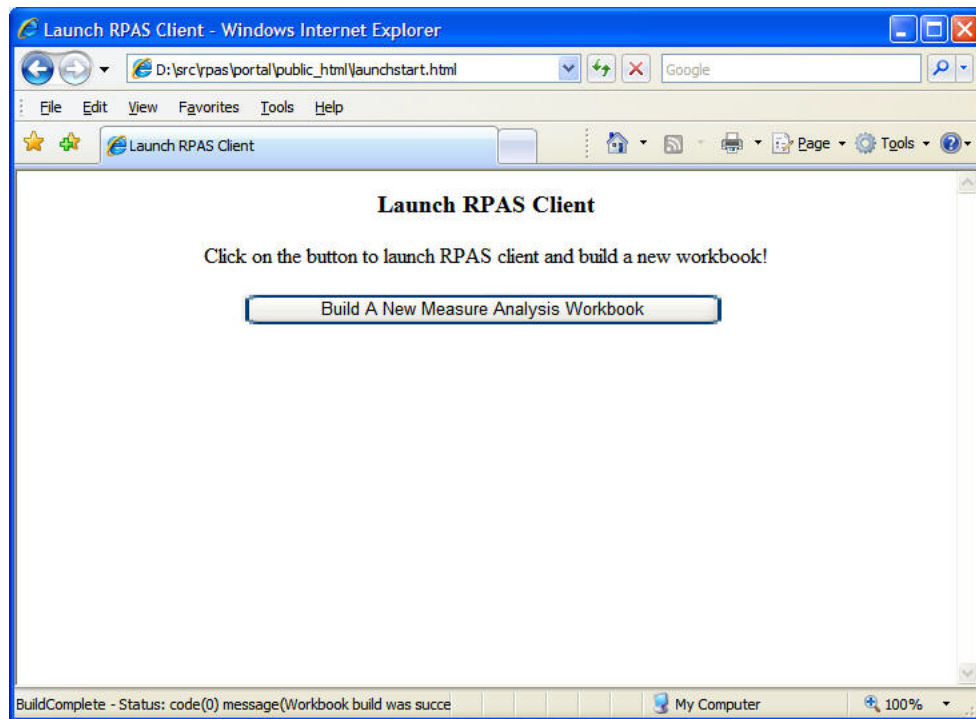 Launch RPAS Client - Windows Internet Explorer
D:\src\rpas\portal\public_html\launchstart.html
Google
File Edit View Favorites Tools Help
Launch RPAS Client
Page Tools
Launch RPAS Client
Click on the button to launch RPAS client and build a new workbook!
Build A New Measure Analysis Workbook
BuildComplete - Status: code(0) message(Workbook build was succe
My Computer
100%